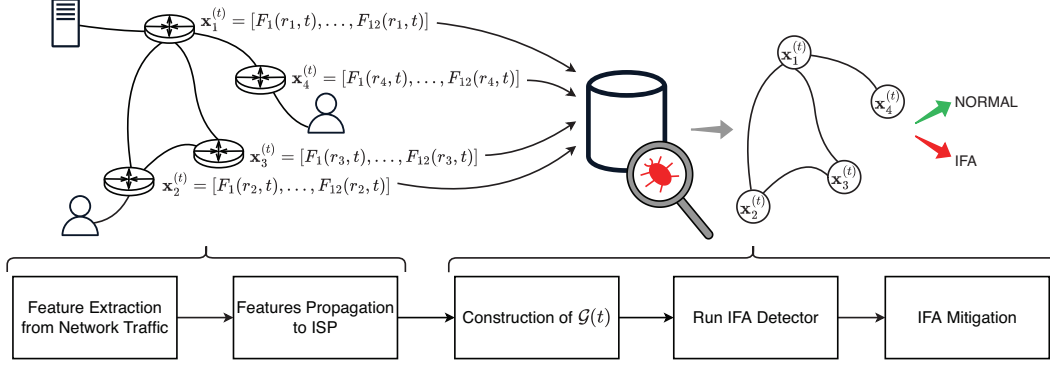 𝐱₁⁽ᵗ⁾ = [F₁(r₁, t), . . . , F₁₂(r₁, t)]
𝐱₄⁽ᵗ⁾ = [F₁(r₄, t), . . . , F₁₂(r₄, t)]
𝐱₃⁽ᵗ⁾ = [F₁(r₃, t), . . . , F₁₂(r₃, t)]
𝐱₂⁽ᵗ⁾ = [F₁(r₂, t), . . . , F₁₂(r₂, t)]
𝐱₁⁽ᵗ⁾
𝐱₄⁽ᵗ⁾
𝐱₃⁽ᵗ⁾
𝐱₂⁽ᵗ⁾
NORMAL
IFA
Feature Extraction
from Network Traffic
Features Propagation
to ISP
Construction of 𝒢(t)
Run IFA Detector
IFA Mitigation